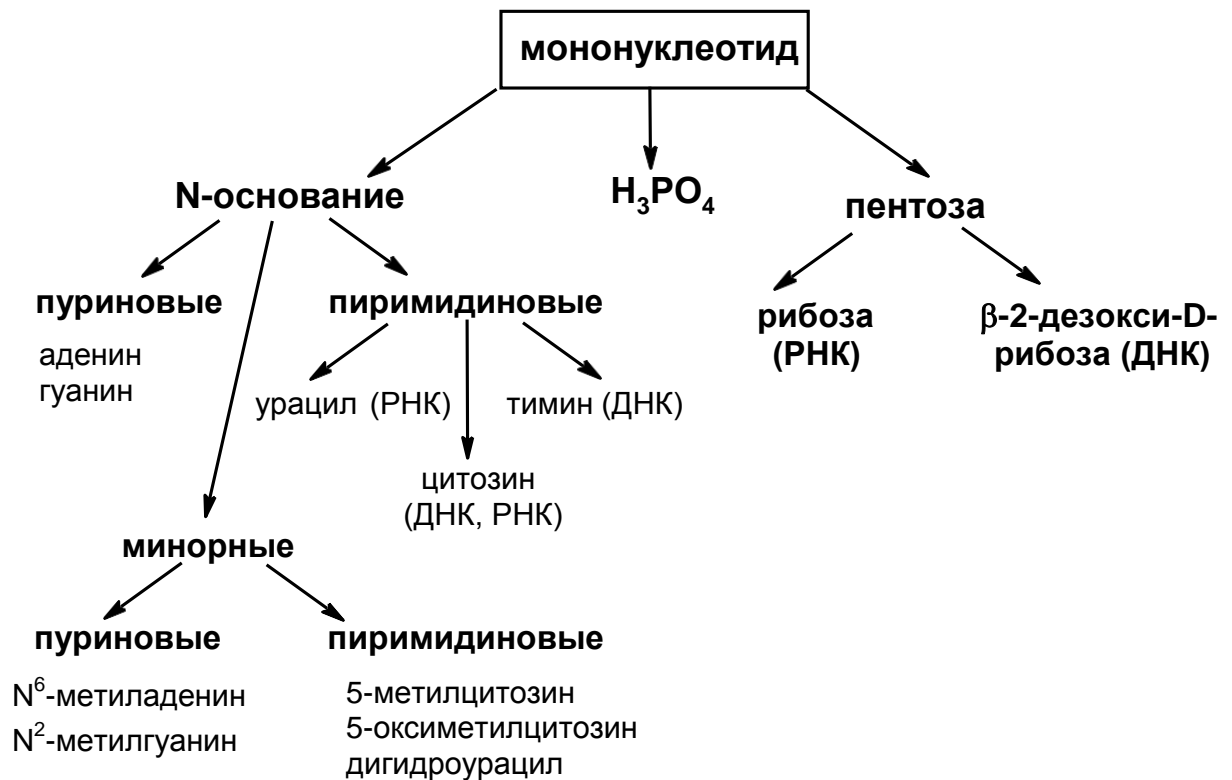 мононуклеотид
N-основание
H₃PO₄
пентоза
пуриновые
аденин
гуанин
пиримидиновые
урацил (РНК)
тимин (ДНК)
цитозин
(ДНК, РНК)
рибоза
(РНК)
β-2-дезокси-D-
рибоза (ДНК)
минорные
пуриновые
N⁶-метиладенин
N²-метилгуанин
пиримидиновые
5-метилцитозин
5-оксиметилцитозин
дигидроурацил